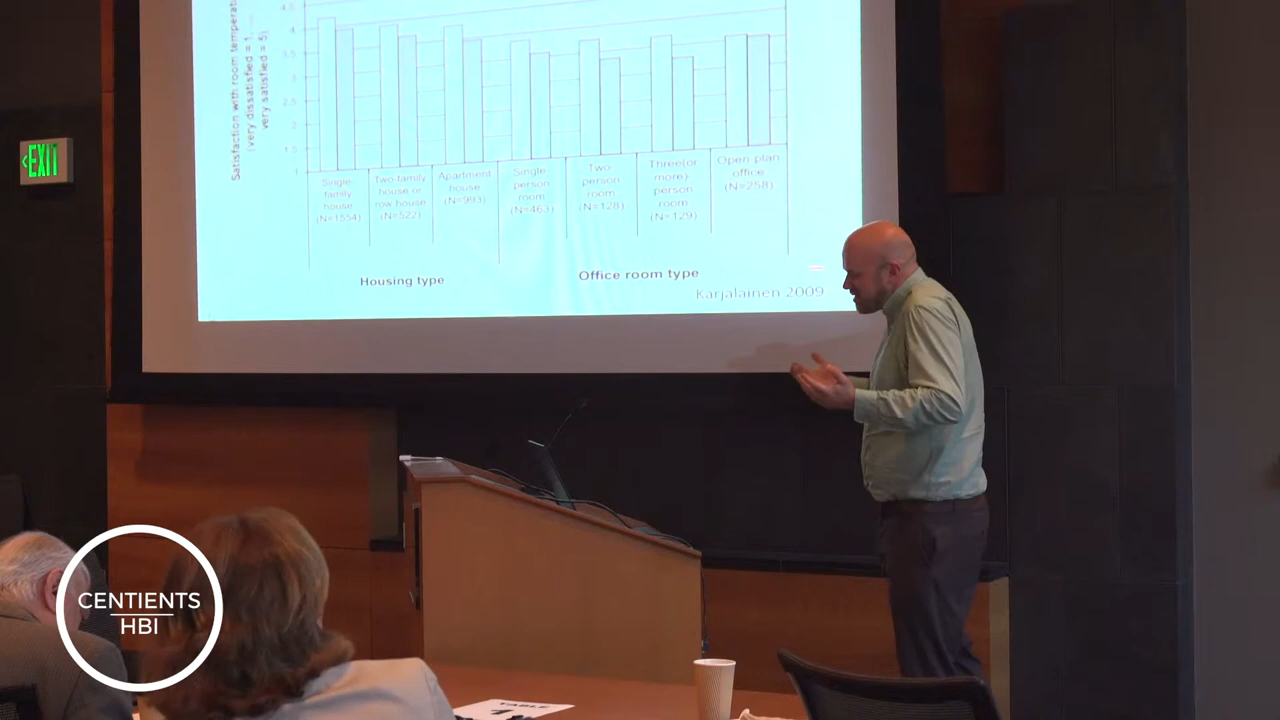 Satisfaction with room temperat
(very dissatisfied = 1,
very satisfied = 5)
4.5
4
3.5
3
2.5
2
1.5
1
Single-
family
house
(N=1554)
Two-family
house or
row house
(N=522)
Apartment
house
(N=993)
Single-
person
room
(N=463)
Two-
person
room
(N=128)
Three(or
more)-
person
room
(N=129)
Open-plan
office
(N=258)
Housing type
Office room type
Karjalainen 2009
<EXIT
CENTIENTS
HBI
TABLE